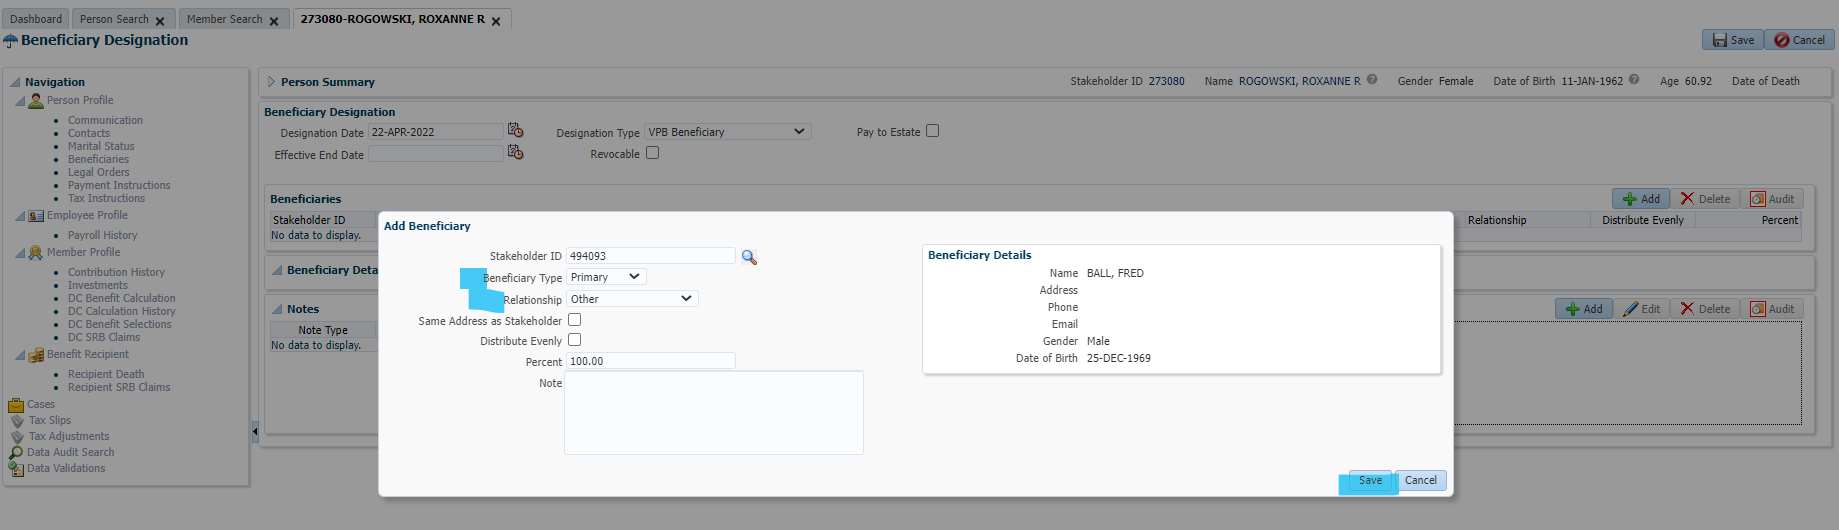 Dashboard Person Search Member Search 273080-ROGOWSKI, ROXANNE R
Beneficiary Designation Save Cancel
Navigation
Person Profile
Communication
Contacts
Marital Status
Beneficiaries
Legal Orders
Payment Instructions
Tax Instructions
Employee Profile
Payroll History
Member Profile
Contribution History
Investments
DC Benefit Calculation
DC Calculation History
DC Benefit Selections
DC SRB Claims
Benefit Recipient
Recipient Death
Recipient SRB Claims
Cases
Tax Slips
Tax Adjustments
Data Audit Search
Data Validations
Person Summary Stakeholder ID 273080 Name ROGOWSKI, ROXANNE R Gender Female Date of Birth 11-JAN-1962 Age 60.92 Date of Death
Beneficiary Designation
Designation Date 22-APR-2022 Designation Type VPB Beneficiary Pay to Estate
Effective End Date Revocable
Beneficiaries Add Delete Audit
Stakeholder ID Relationship Distribute Evenly Percent
No data to display.
Beneficiary Deta
Notes Add Edit Delete Audit
Note Type
No data to display.
Add Beneficiary
Stakeholder ID 494093
Beneficiary Type Primary
Relationship Other
Same Address as Stakeholder
Distribute Evenly
Percent 100.00
Note
Beneficiary Details
Name BALL, FRED
Address
Phone
Email
Gender Male
Date of Birth 25-DEC-1969
Save Cancel